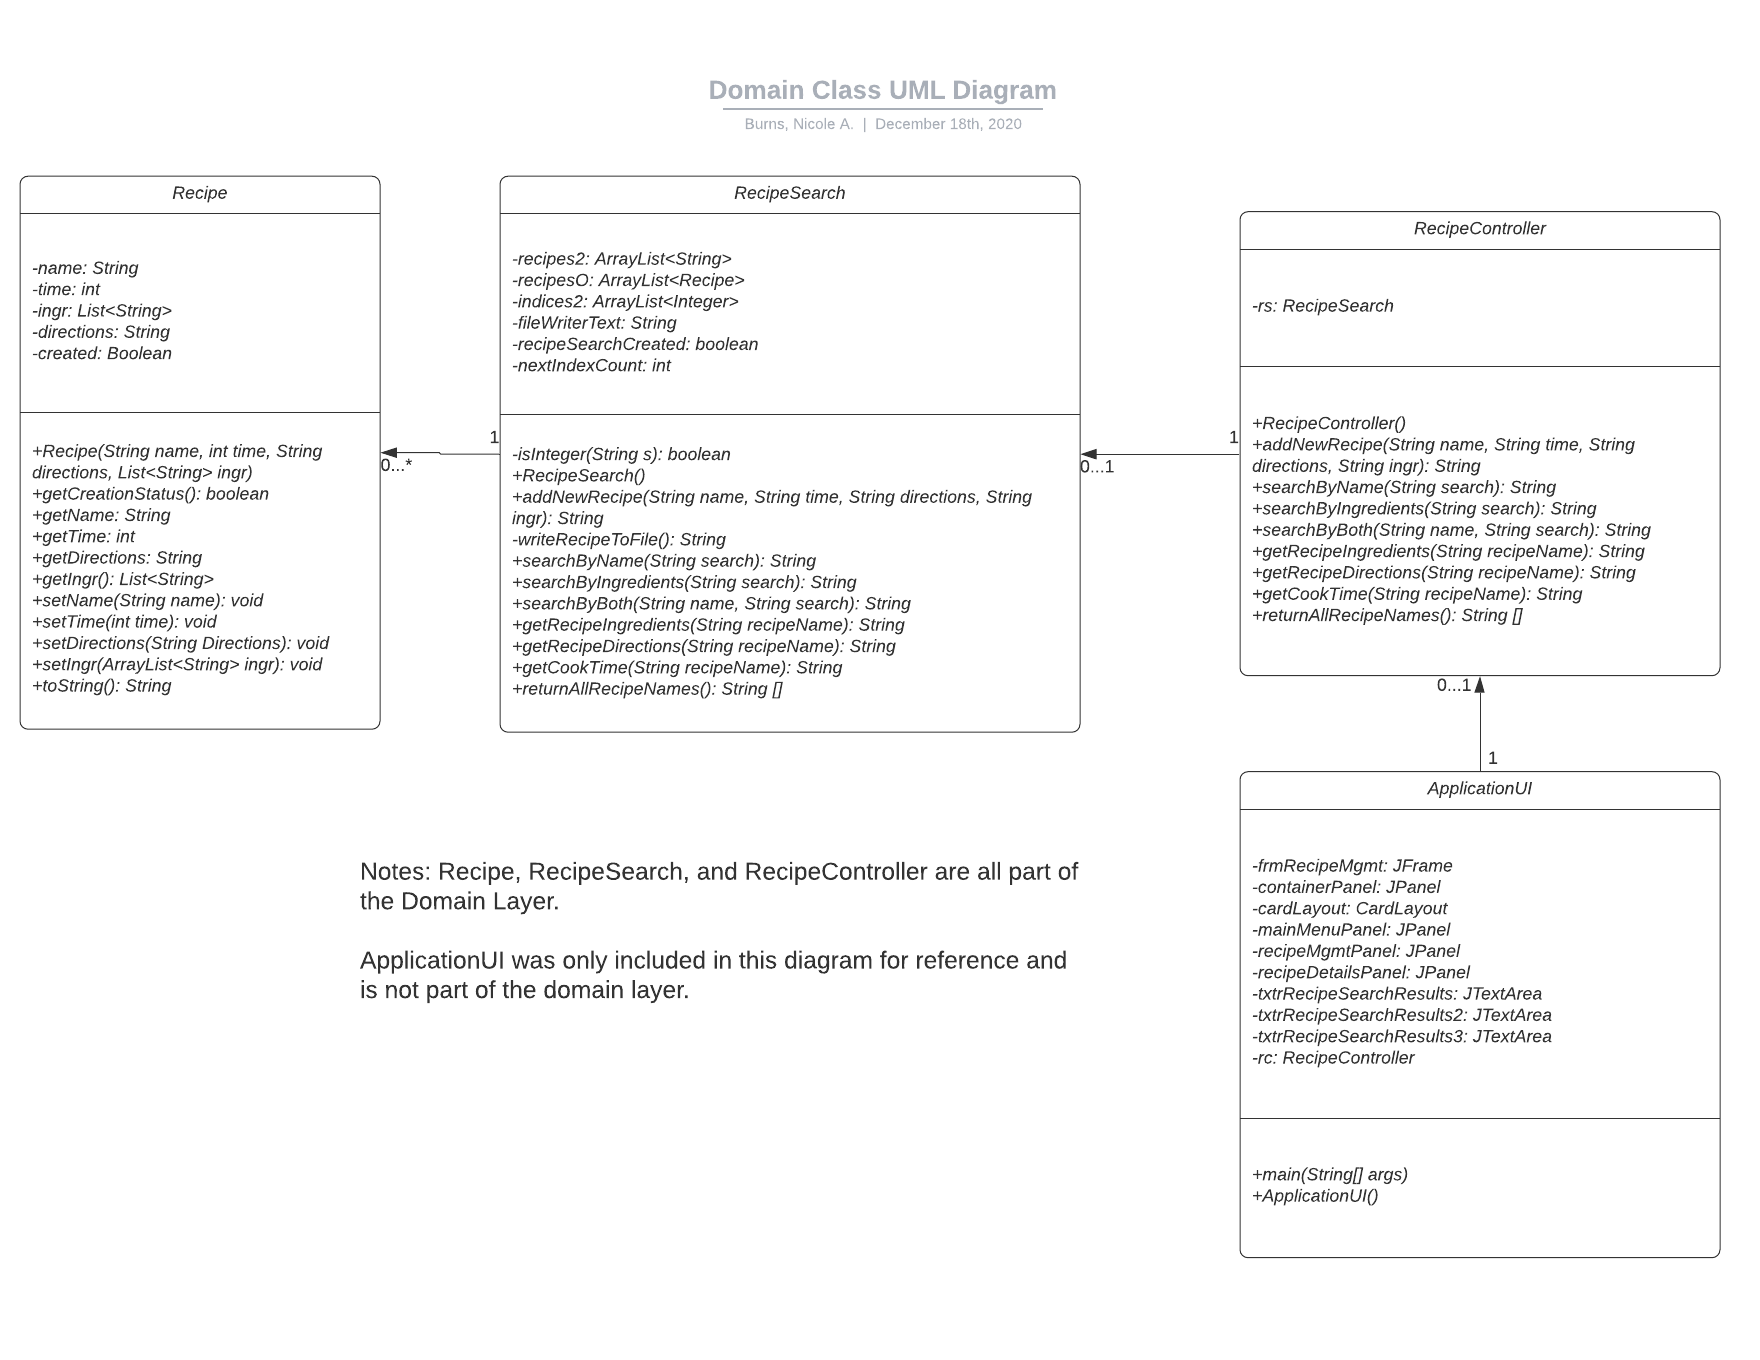 Domain Class UML Diagram
Burns, Nicole A. | December 18th, 2020
Recipe
-name: String
-time: int
-ingr: List<String>
-directions: String
-created: Boolean
+Recipe(String name, int time, String
directions, List<String> ingr)
+getCreationStatus(): boolean
+getName: String
+getTime: int
+getDirections: String
+getIngr(): List<String>
+setName(String name): void
+setTime(int time): void
+setDirections(String Directions): void
+setIngr(ArrayList<String> ingr): void
+toString(): String
0...*
1
RecipeSearch
-recipes2: ArrayList<String>
-recipesO: ArrayList<Recipe>
-indices2: ArrayList<Integer>
-fileWriterText: String
-recipeSearchCreated: boolean
-nextIndexCount: int
-isInteger(String s): boolean
+RecipeSearch()
+addNewRecipe(String name, String time, String directions, String
ingr): String
-writeRecipeToFile(): String
+searchByName(String search): String
+searchByIngredients(String search): String
+searchByBoth(String name, String search): String
+getRecipeIngredients(String recipeName): String
+getRecipeDirections(String recipeName): String
+getCookTime(String recipeName): String
+returnAllRecipeNames(): String []
0...1
1
RecipeController
-rs: RecipeSearch
+RecipeController()
+addNewRecipe(String name, String time, String
directions, String ingr): String
+searchByName(String search): String
+searchByIngredients(String search): String
+searchByBoth(String name, String search): String
+getRecipeIngredients(String recipeName): String
+getRecipeDirections(String recipeName): String
+getCookTime(String recipeName): String
+returnAllRecipeNames(): String []
0...1
1
ApplicationUI
-frmRecipeMgmt: JFrame
-containerPanel: JPanel
-cardLayout: CardLayout
-mainMenuPanel: JPanel
-recipeMgmtPanel: JPanel
-recipeDetailsPanel: JPanel
-txtrRecipeSearchResults: JTextArea
-txtrRecipeSearchResults2: JTextArea
-txtrRecipeSearchResults3: JTextArea
-rc: RecipeController
+main(String[] args)
+ApplicationUI()
Notes: Recipe, RecipeSearch, and RecipeController are all part of
the Domain Layer.
ApplicationUI was only included in this diagram for reference and
is not part of the domain layer.